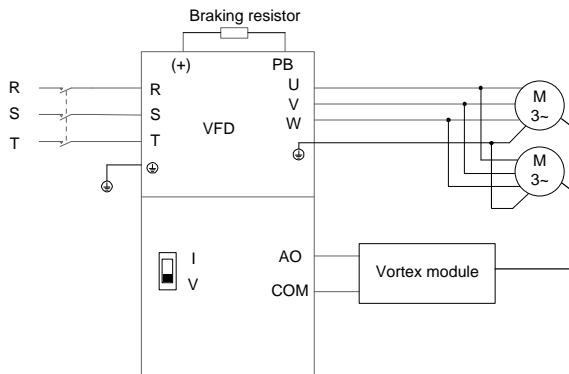 Braking resistor
(+)
PB
R
R
U
S
S
V
T
T
W
VFD
M
3~
M
3~
I
V
AO
COM
Vortex module